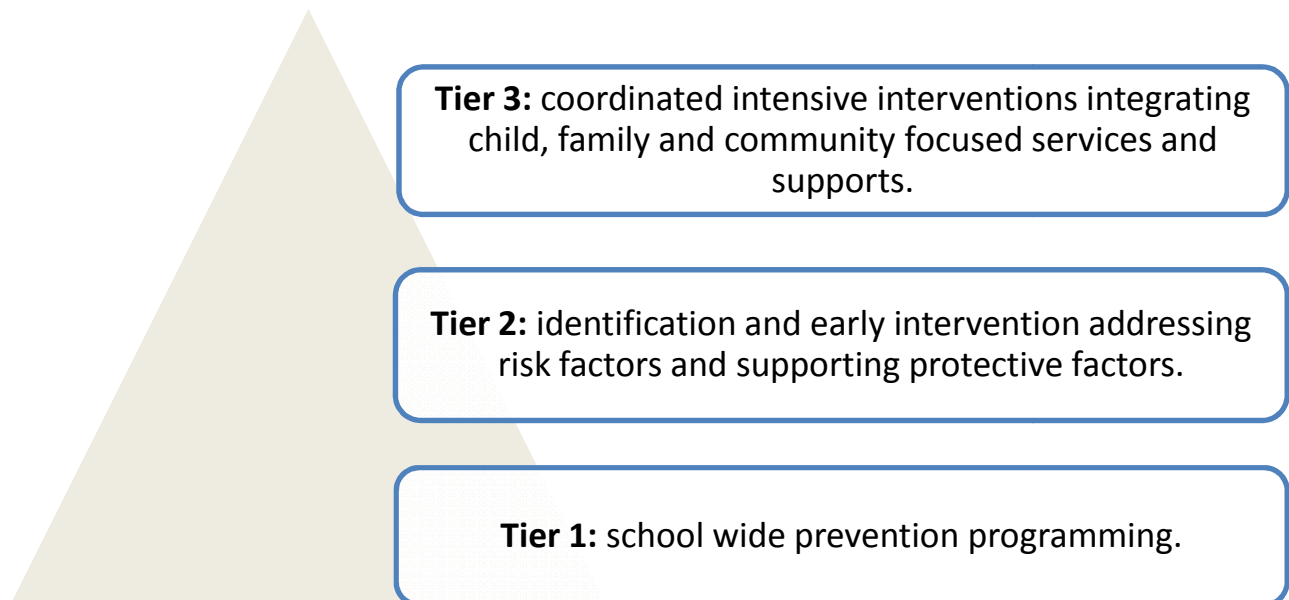 Tier 3: coordinated intensive interventions integrating
child, family and community focused services and
supports.
Tier 2: identification and early intervention addressing
risk factors and supporting protective factors.
Tier 1: school wide prevention programming.